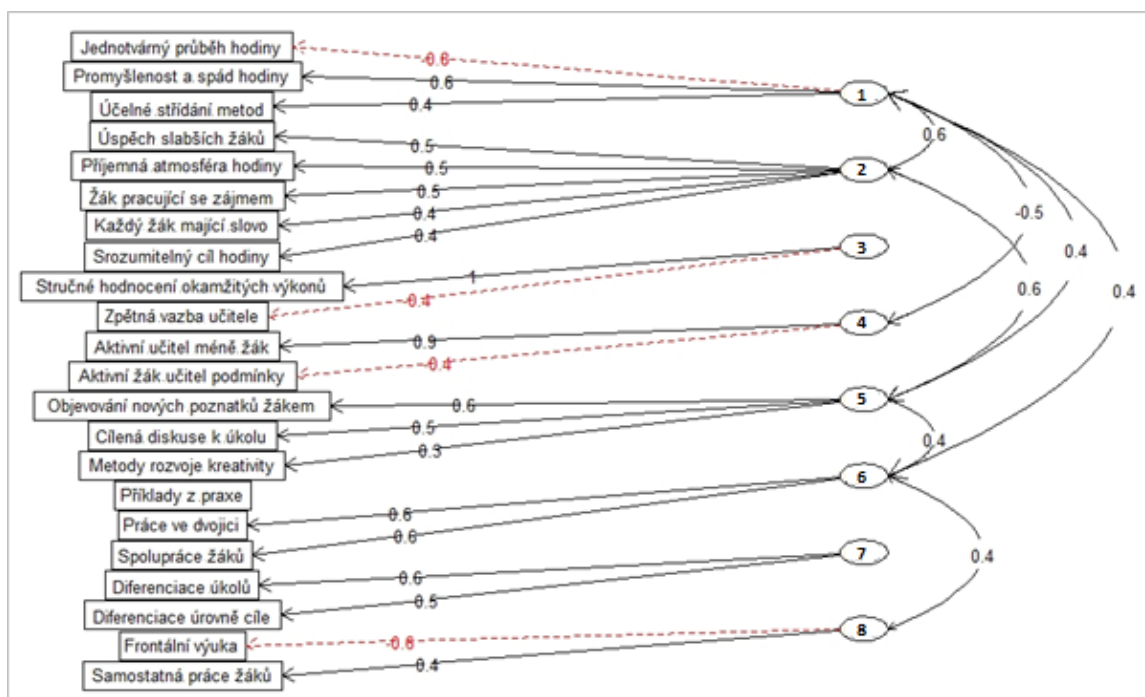 Jednotvárný průběh hodiny
-0.6
Promyšlenost a spád hodiny
0.6
1
Účelné.střídání metod
0.4
Úspěch slabších žáků
0.5
0.6
Příjemná atmosféra hodiny
0.5
2
Žák pracující se zájmem
0.5
Každý žák mající slovo
0.4
-0.5
Srozumitelný cíl hodiny
0.4
3
0.4
Stručné hodnocení okamžitých výkonů
1
0.6
0.4
Zpětná vazba učitele
-0.4
4
Aktivní učitel méně.žák
0.9
Aktivní žák.učitel podmínky
-0.4
Objevování nových poznatků žákem
0.6
5
Cílená diskuse k.úkolu
0.5
0.4
Metody rozvoje kreativity
0.3
6
Příklady z.praxe
Práce ve dvojici
0.6
Spolupráce žáků
0.6
7
0.4
Diferenciace úkolů
0.6
Diferenciace úrovně cíle
0.5
8
Frontální výuka
-0.6
Samostatná práce žáků
0.4